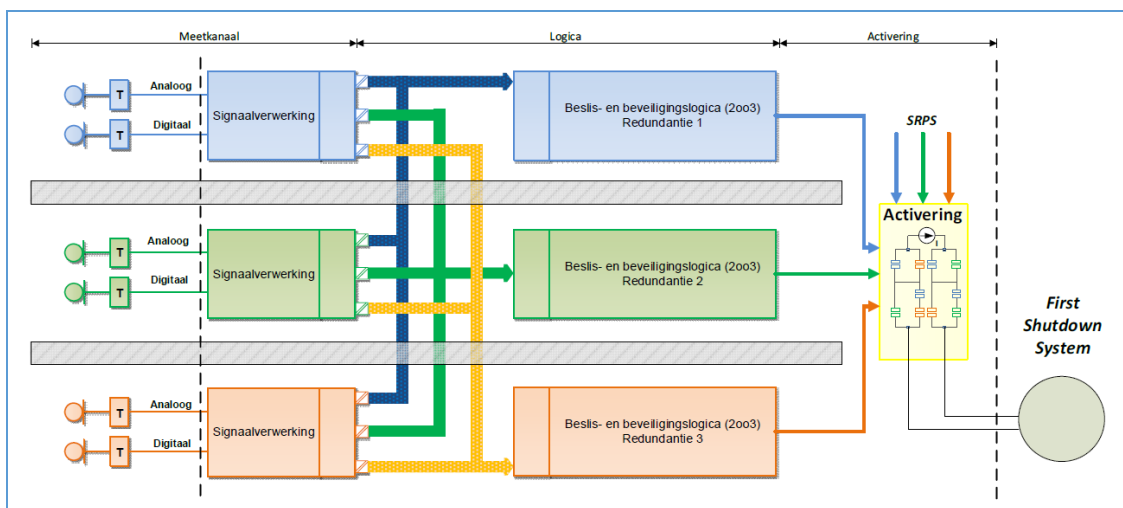 Meetkanaal
Logica
Activering
Analoog
T
Digitaal
T
Signaalverwerking
Beslis- en beveiligingslogica (2oo3)
Redundantie 1
SRPS
Analoog
T
Digitaal
T
Signaalverwerking
Beslis- en beveiligingslogica (2oo3)
Redundantie 2
Activering
I
First
Shutdown
System
Analoog
T
Digitaal
T
Signaalverwerking
Beslis- en beveiligingslogica (2oo3)
Redundantie 3